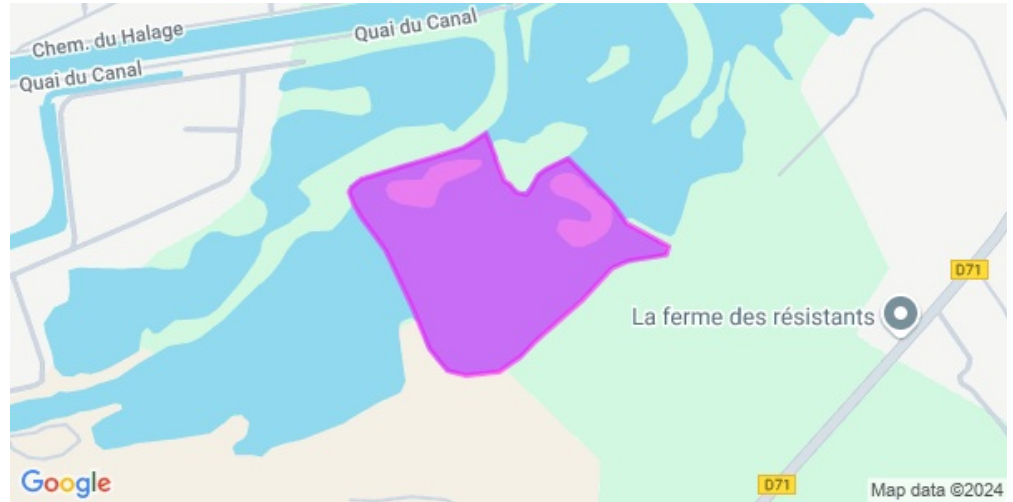 Chem. du Halage
Quai du Canal
Quai du Canal
D71
La ferme des résistants
D71
Google
Map data ©2024